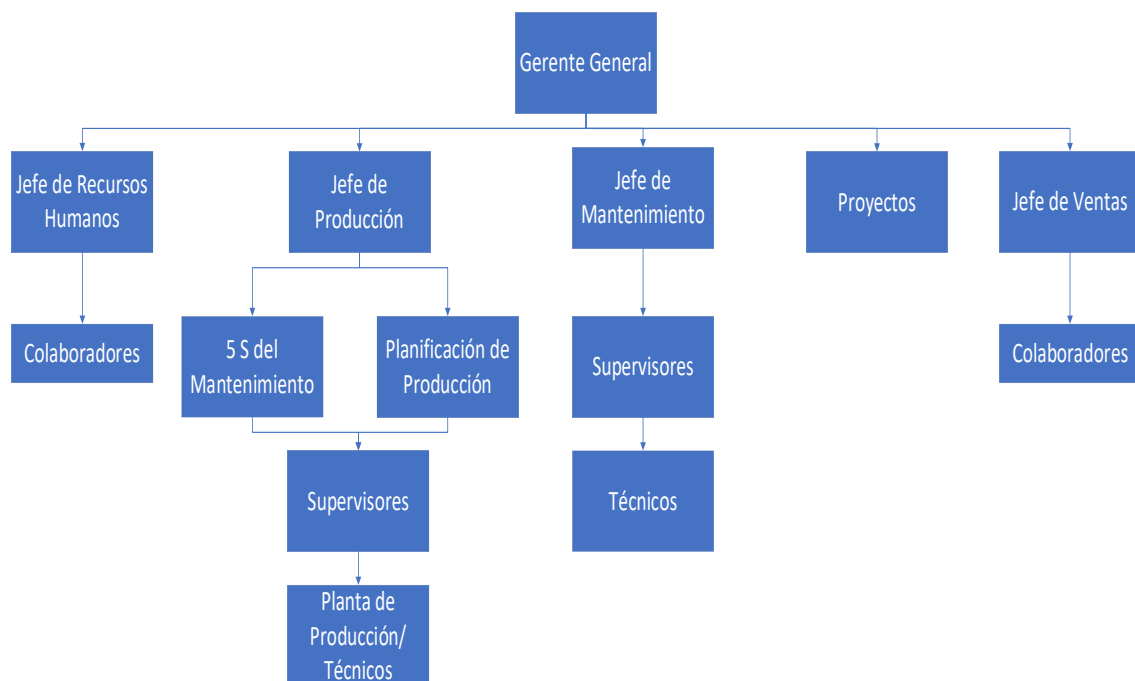 Gerente General
Jefe de Recursos
Humanos
Jefe de
Producción
Jefe de
Mantenimiento
Proyectos
Jefe de Ventas
Colaboradores
5 S del
Mantenimiento
Planificación de
Producción
Supervisores
Colaboradores
Supervisores
Técnicos
Planta de
Producción/
Técnicos